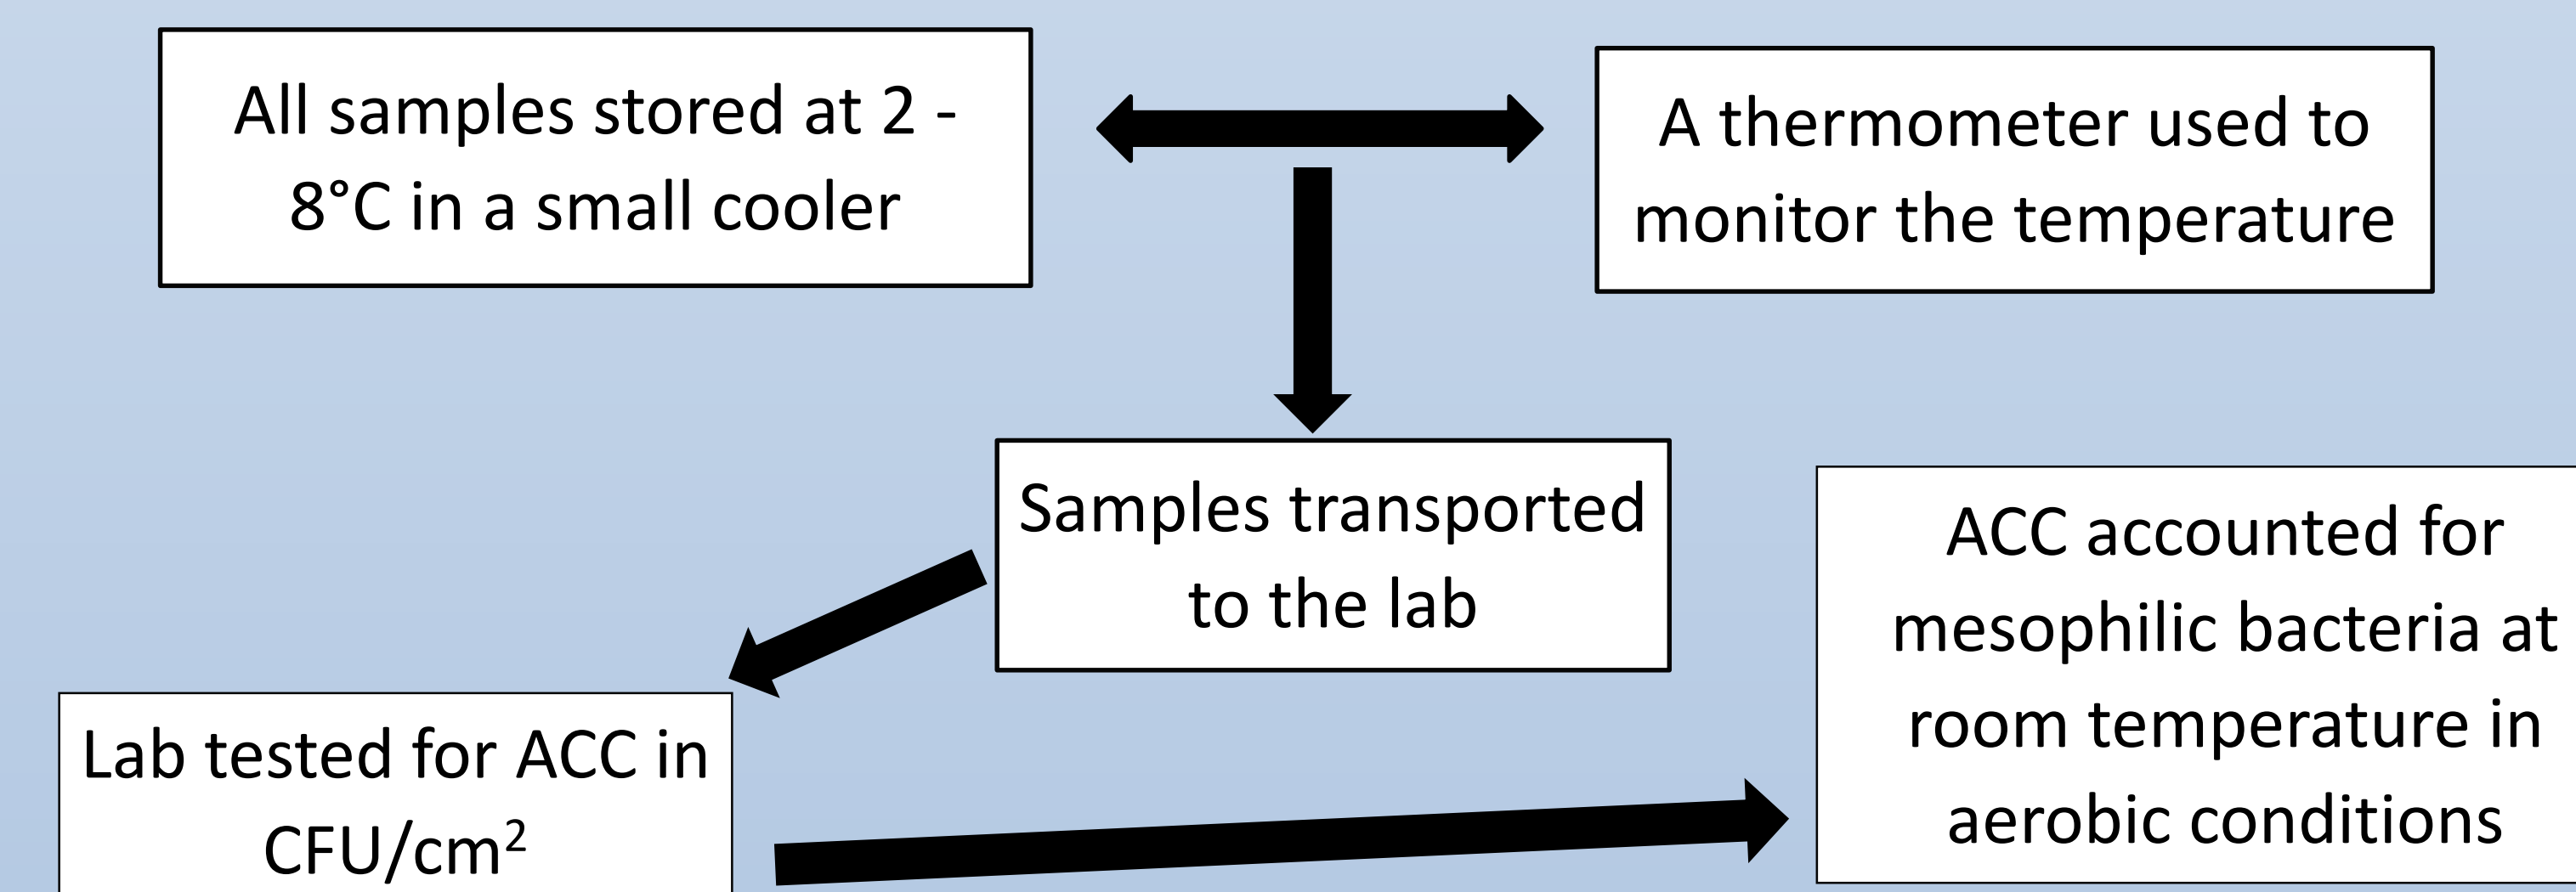 All samples stored at 2 -
8°C in a small cooler
A thermometer used to
monitor the temperature
Samples transported
to the lab
ACC accounted for
mesophilic bacteria at
room temperature in
aerobic conditions
Lab tested for ACC in
CFU/cm²